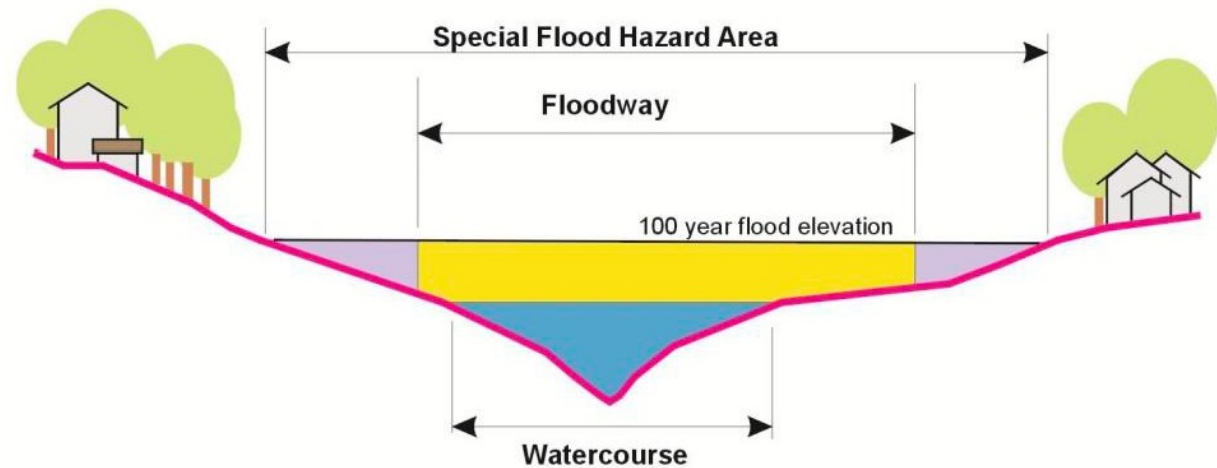 Special Flood Hazard Area
Floodway
100 year flood elevation
Watercourse